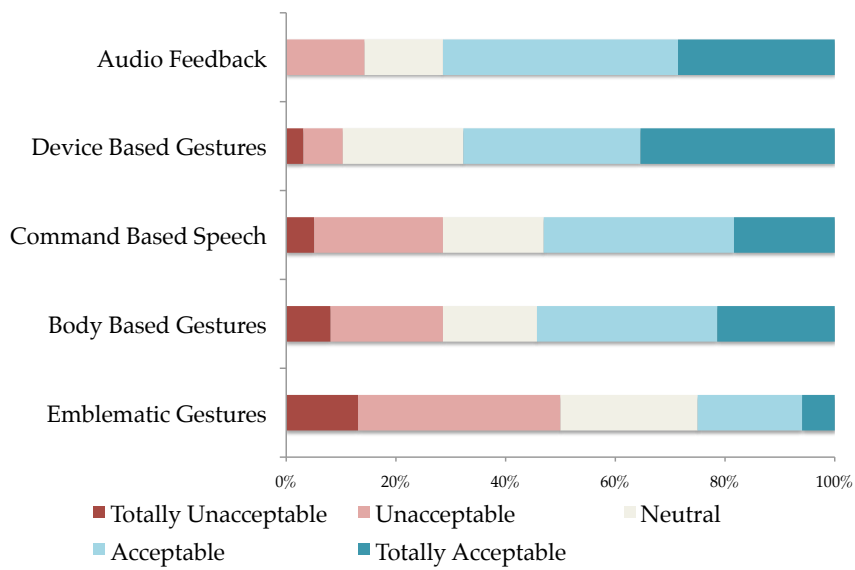 Audio Feedback
Device Based Gestures
Command Based Speech
Body Based Gestures
Emblematic Gestures
0% 20% 40% 60% 80% 100%
Totally Unacceptable Unacceptable Neutral
Acceptable Totally Acceptable